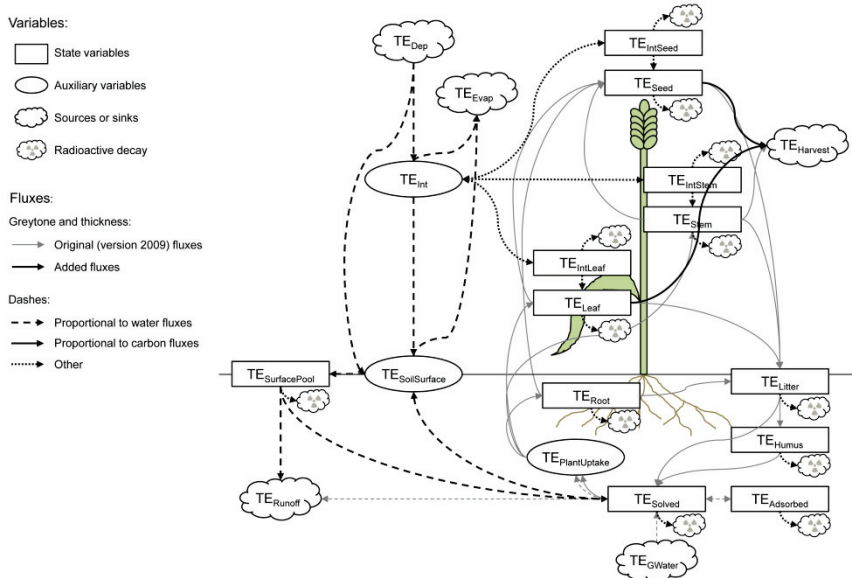 Variables:
State variables
Auxiliary variables
Sources or sinks
Radioactive decay
Fluxes:
Greytone and thickness:
Original (version 2009) fluxes
Added fluxes
Dashes:
Proportional to water fluxes
Proportional to carbon fluxes
Other
TEDep
TEEvap
TEInt
TEIntSeed
TESeed
TEHarvest
TEIntStem
TEStem
TEIntLeaf
TELeaf
TESurfacePool
TESoilSurface
TERoot
TELitter
TEHumus
TEPlantUptake
TERunoff
TESolved
TEAdsorbed
TEGWater